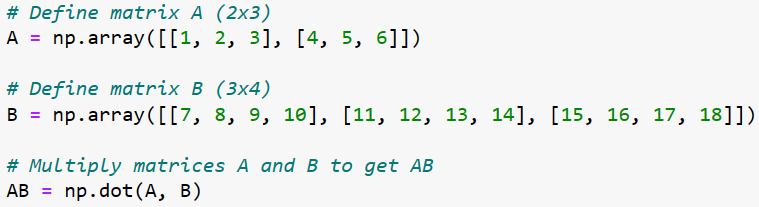 # Define matrix A (2x3)
A = np.array([[1, 2, 3], [4, 5, 6]])
# Define matrix B (3x4)
B = np.array([[7, 8, 9, 10], [11, 12, 13, 14], [15, 16, 17, 18]])
# Multiply matrices A and B to get AB
AB = np.dot(A, B)